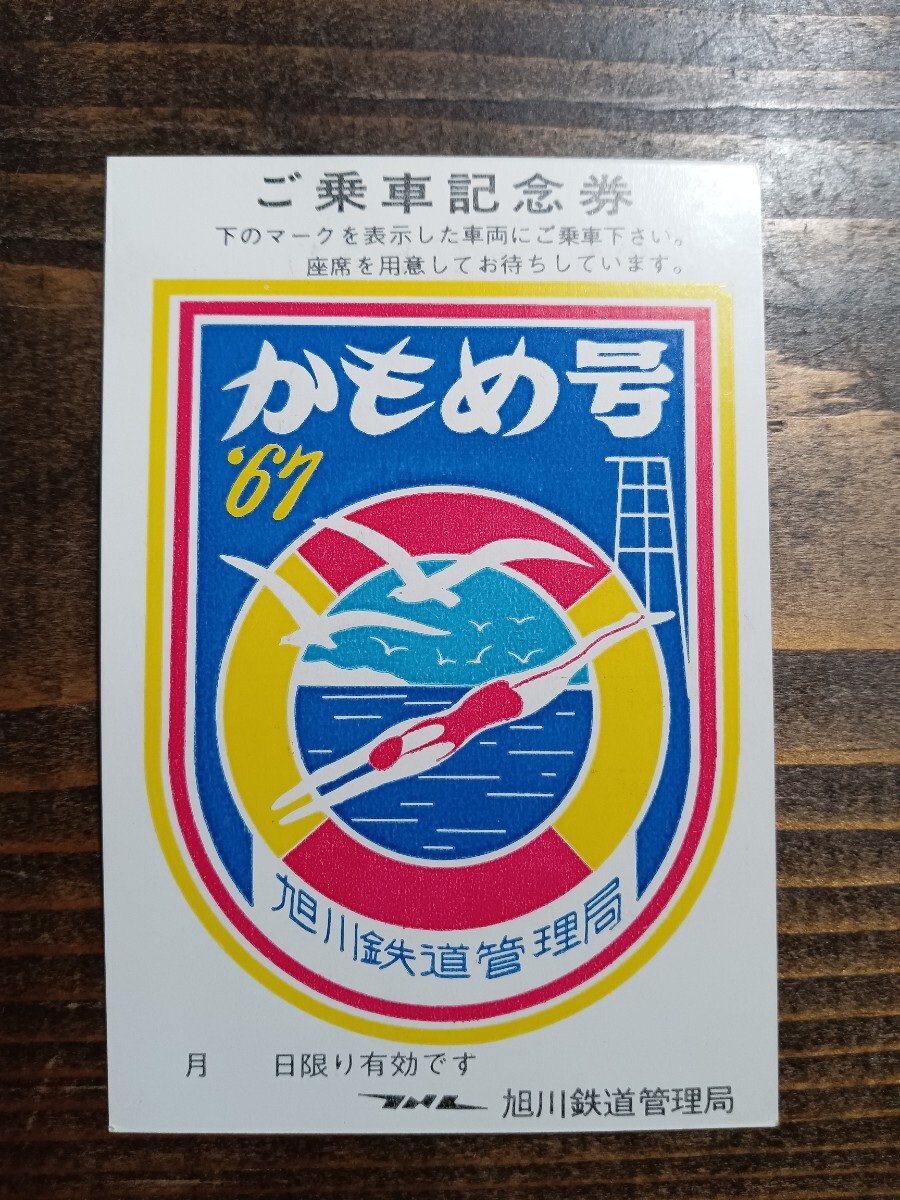 ご乗車記念券
下のマークを表示した車両にご乗車下さい。
座席を用意してお待ちしています。
かもめ号
'67
旭川鉄道管理局
月 日限り有効です
JNR 旭川鉄道管理局